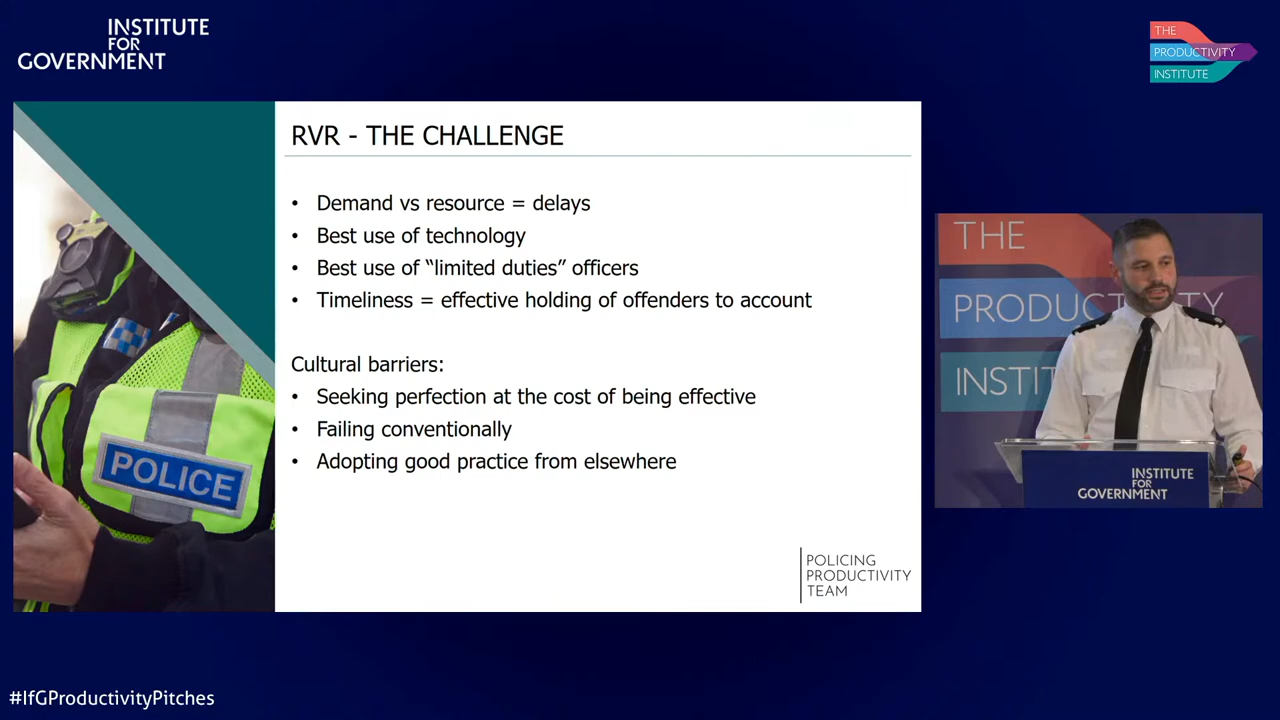 INSTITUTE
FOR
GOVERNMENT
THE
PRODUCTIVITY
INSTITUTE
RVR - THE CHALLENGE
• Demand vs resource = delays
• Best use of technology
• Best use of “limited duties” officers
• Timeliness = effective holding of offenders to account
Cultural barriers:
• Seeking perfection at the cost of being effective
• Failing conventionally
• Adopting good practice from elsewhere
POLICE
POLICING
PRODUCTIVITY
TEAM
THE
PRODUCTIVITY
INSTIT
INSTITUTE
FOR
GOVERNMENT
#IfGProductivityPitches